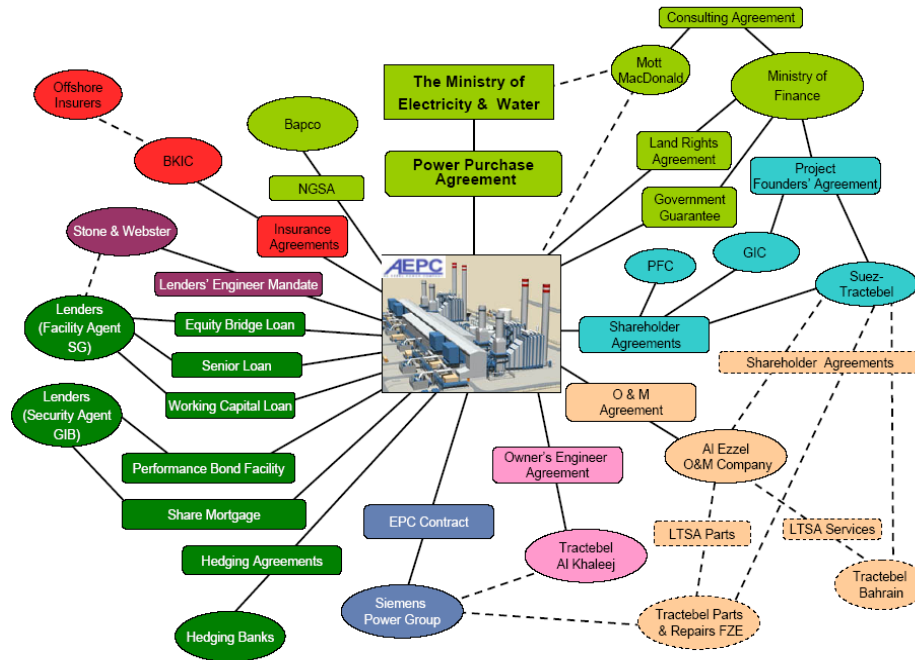 Consulting Agreement
Offshore
Insurers
The Ministry of
Electricity & Water
Mott
MacDonald
Ministry of
Finance
Bapco
BKIC
Power Purchase
Agreement
Land Rights
Agreement
Project
Founders' Agreement
NGSA
Government
Guarantee
Stone & Webster
Insurance
Agreements
AEPC
PFC
GIC
Suez-
Tractebel
Lenders' Engineer Mandate
Lenders
(Facility Agent
SG)
Equity Bridge Loan
Shareholder
Agreements
Senior Loan
Shareholder Agreements
Working Capital Loan
O & M
Agreement
Lenders
(Security Agent
GIB)
Performance Bond Facility
Owner's Engineer
Agreement
Al Ezzel
O&M Company
Share Mortgage
EPC Contract
LTSA Parts
LTSA Services
Hedging Agreements
Tractebel
Al Khaleej
Tractebel
Bahrain
Siemens
Power Group
Tractebel Parts
& Repairs FZE
Hedging Banks